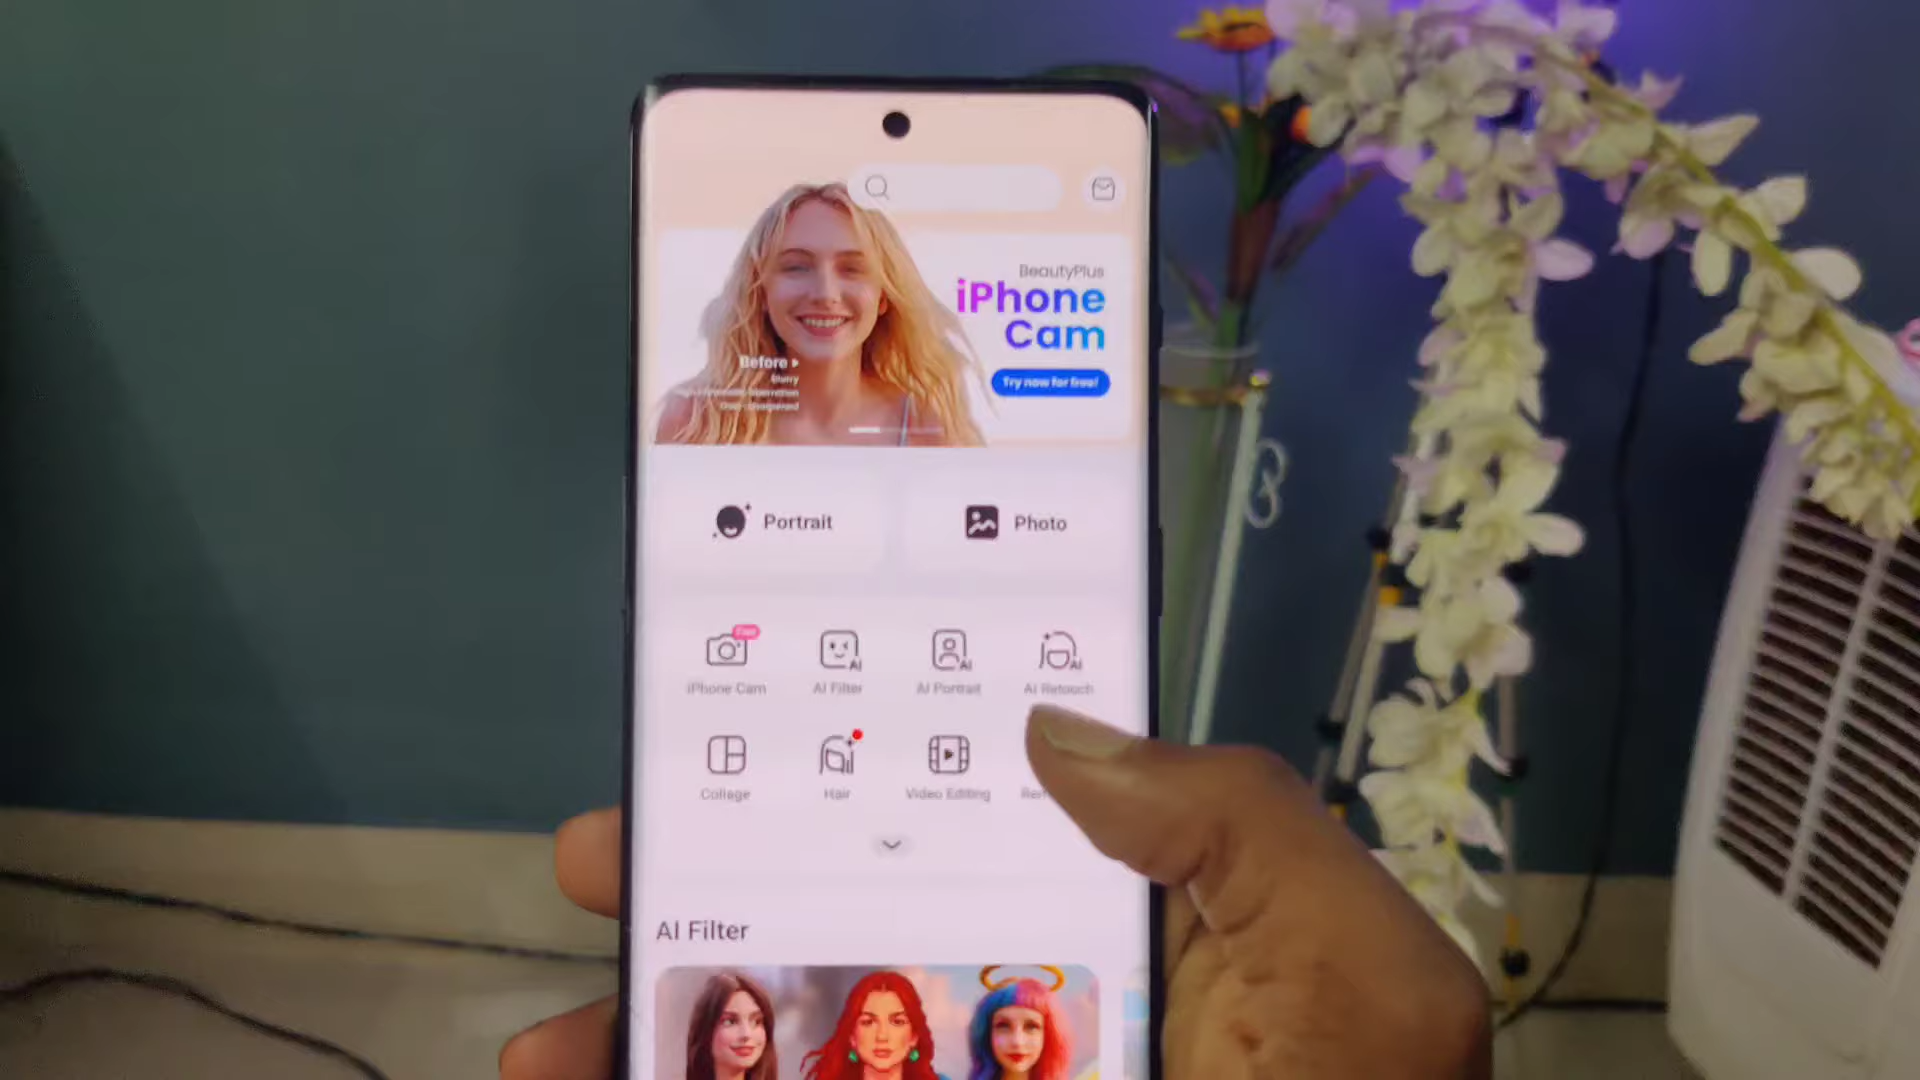 BeautyPlus
iPhone
Cam
Before
Blurry
Try now for free!
Portrait
Photo
iPhone Cam
AI Filter
AI Portrait
AI Retouch
Collage
Hair
Video Editing
AI Filter